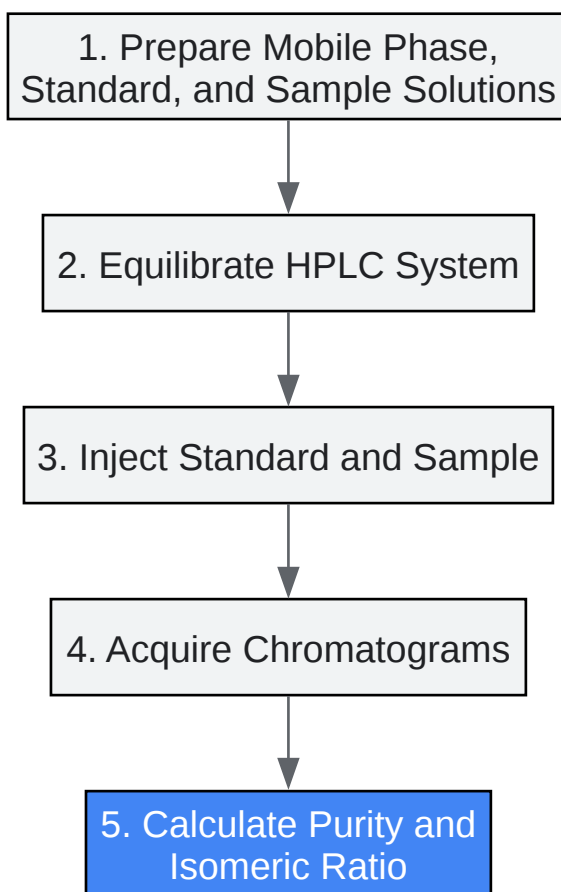 1. Prepare Mobile Phase,
Standard, and Sample Solutions
2. Equilibrate HPLC System
3. Inject Standard and Sample
4. Acquire Chromatograms
5. Calculate Purity and
Isomeric Ratio